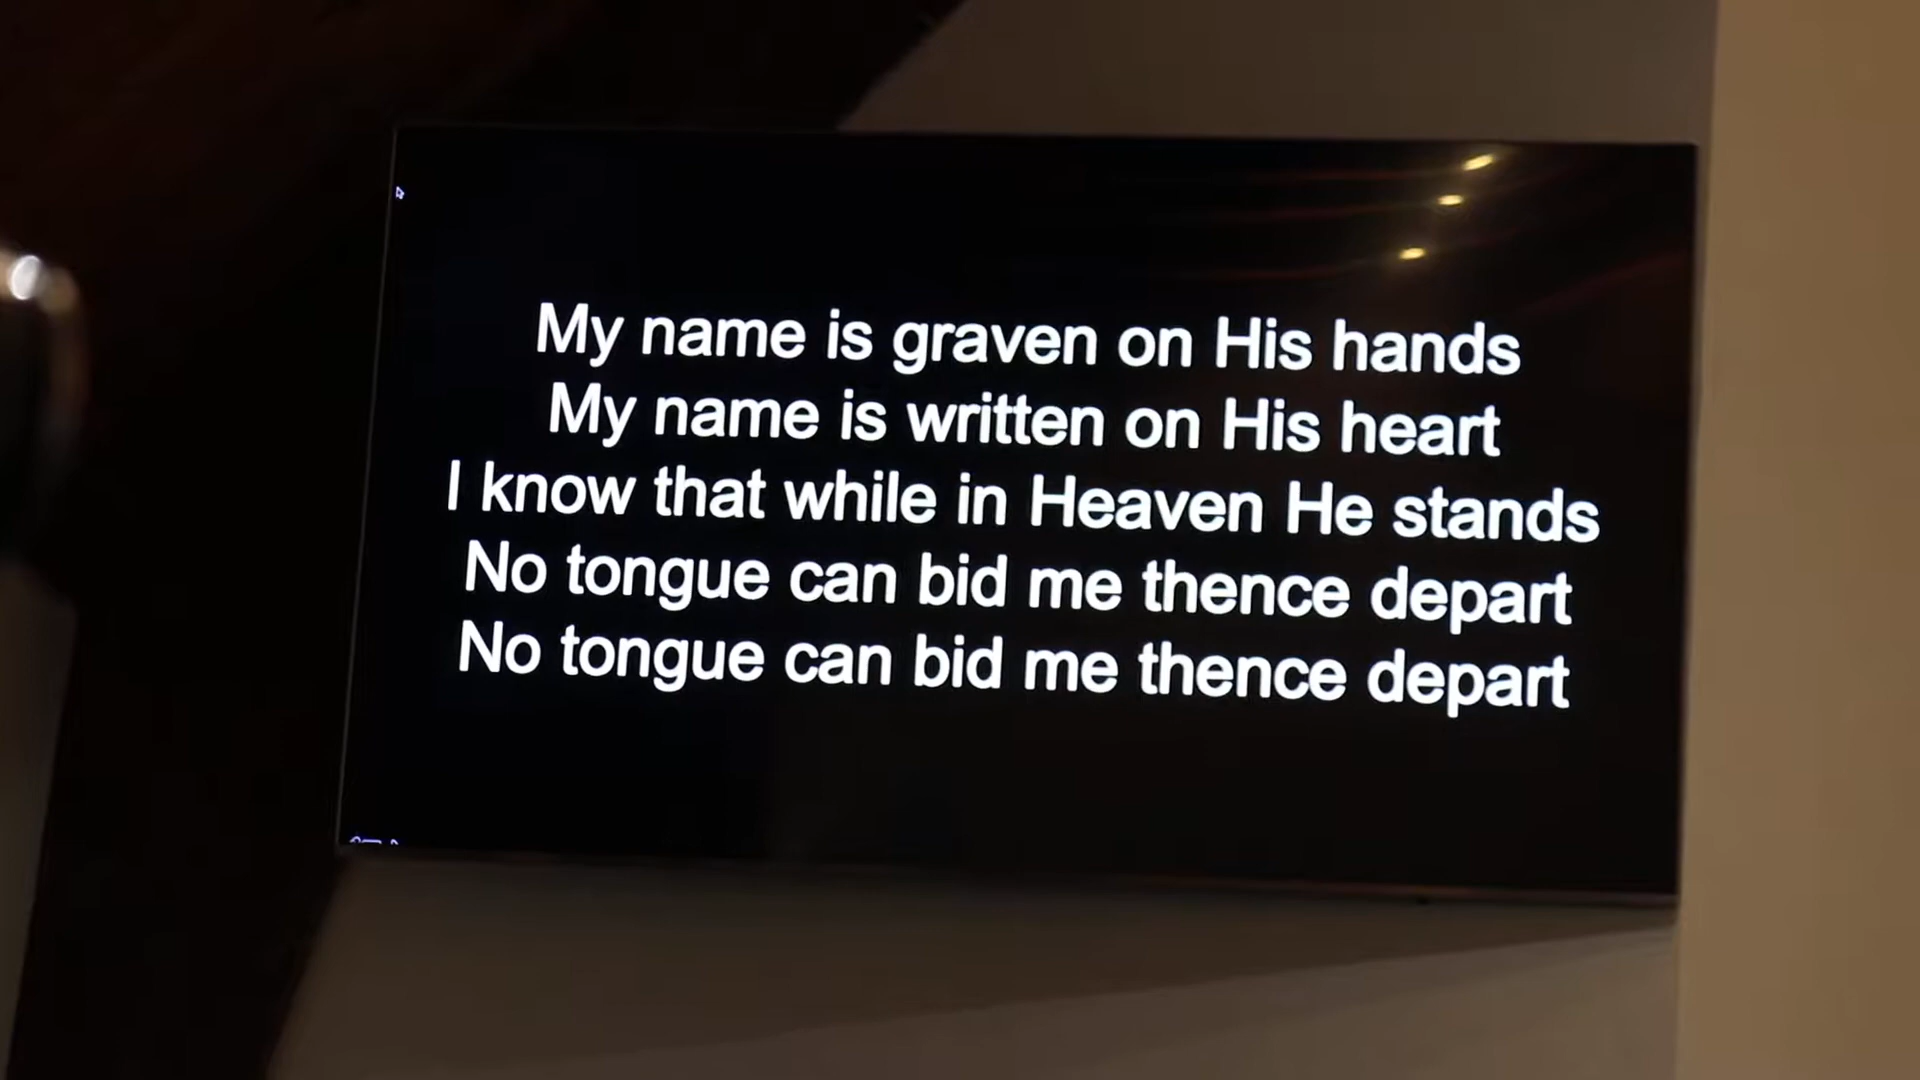 My name is graven on His hands
My name is written on His heart
I know that while in Heaven He stands
No tongue can bid me thence depart
No tongue can bid me thence depart